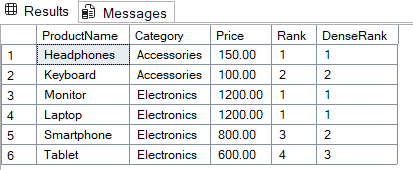 Results Messages
ProductName Category Price Rank DenseRank
1 Headphones Accessories 150.00 1 1
2 Keyboard Accessories 100.00 2 2
3 Monitor Electronics 1200.00 1 1
4 Laptop Electronics 1200.00 1 1
5 Smartphone Electronics 800.00 3 2
6 Tablet Electronics 600.00 4 3